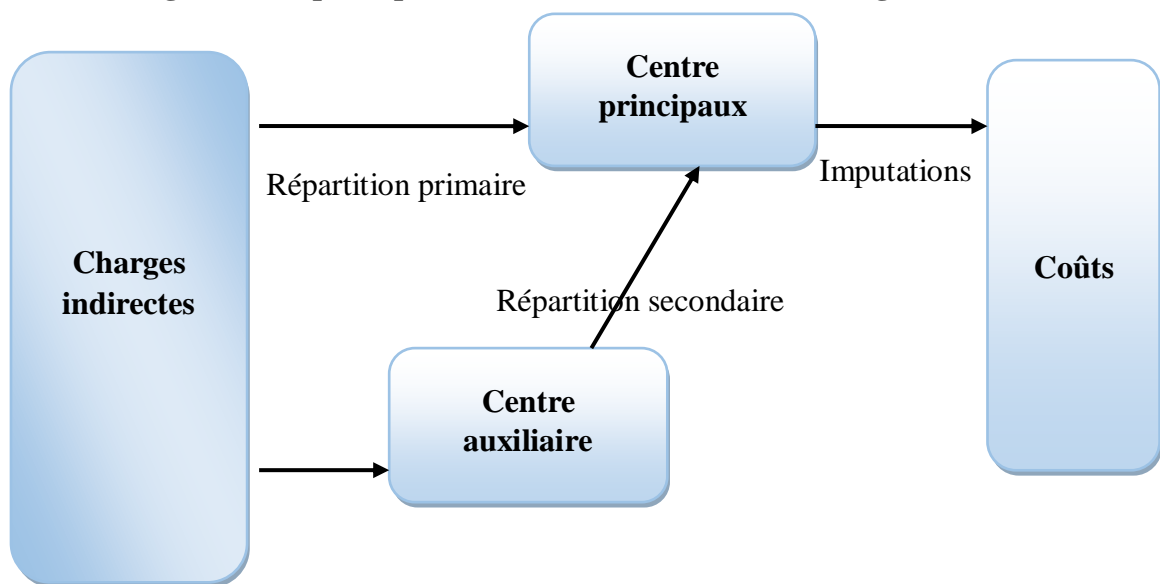 Centre
principaux
Répartition primaire
Imputations
Charges
indirectes
Coûts
Répartition secondaire
Centre
auxiliaire